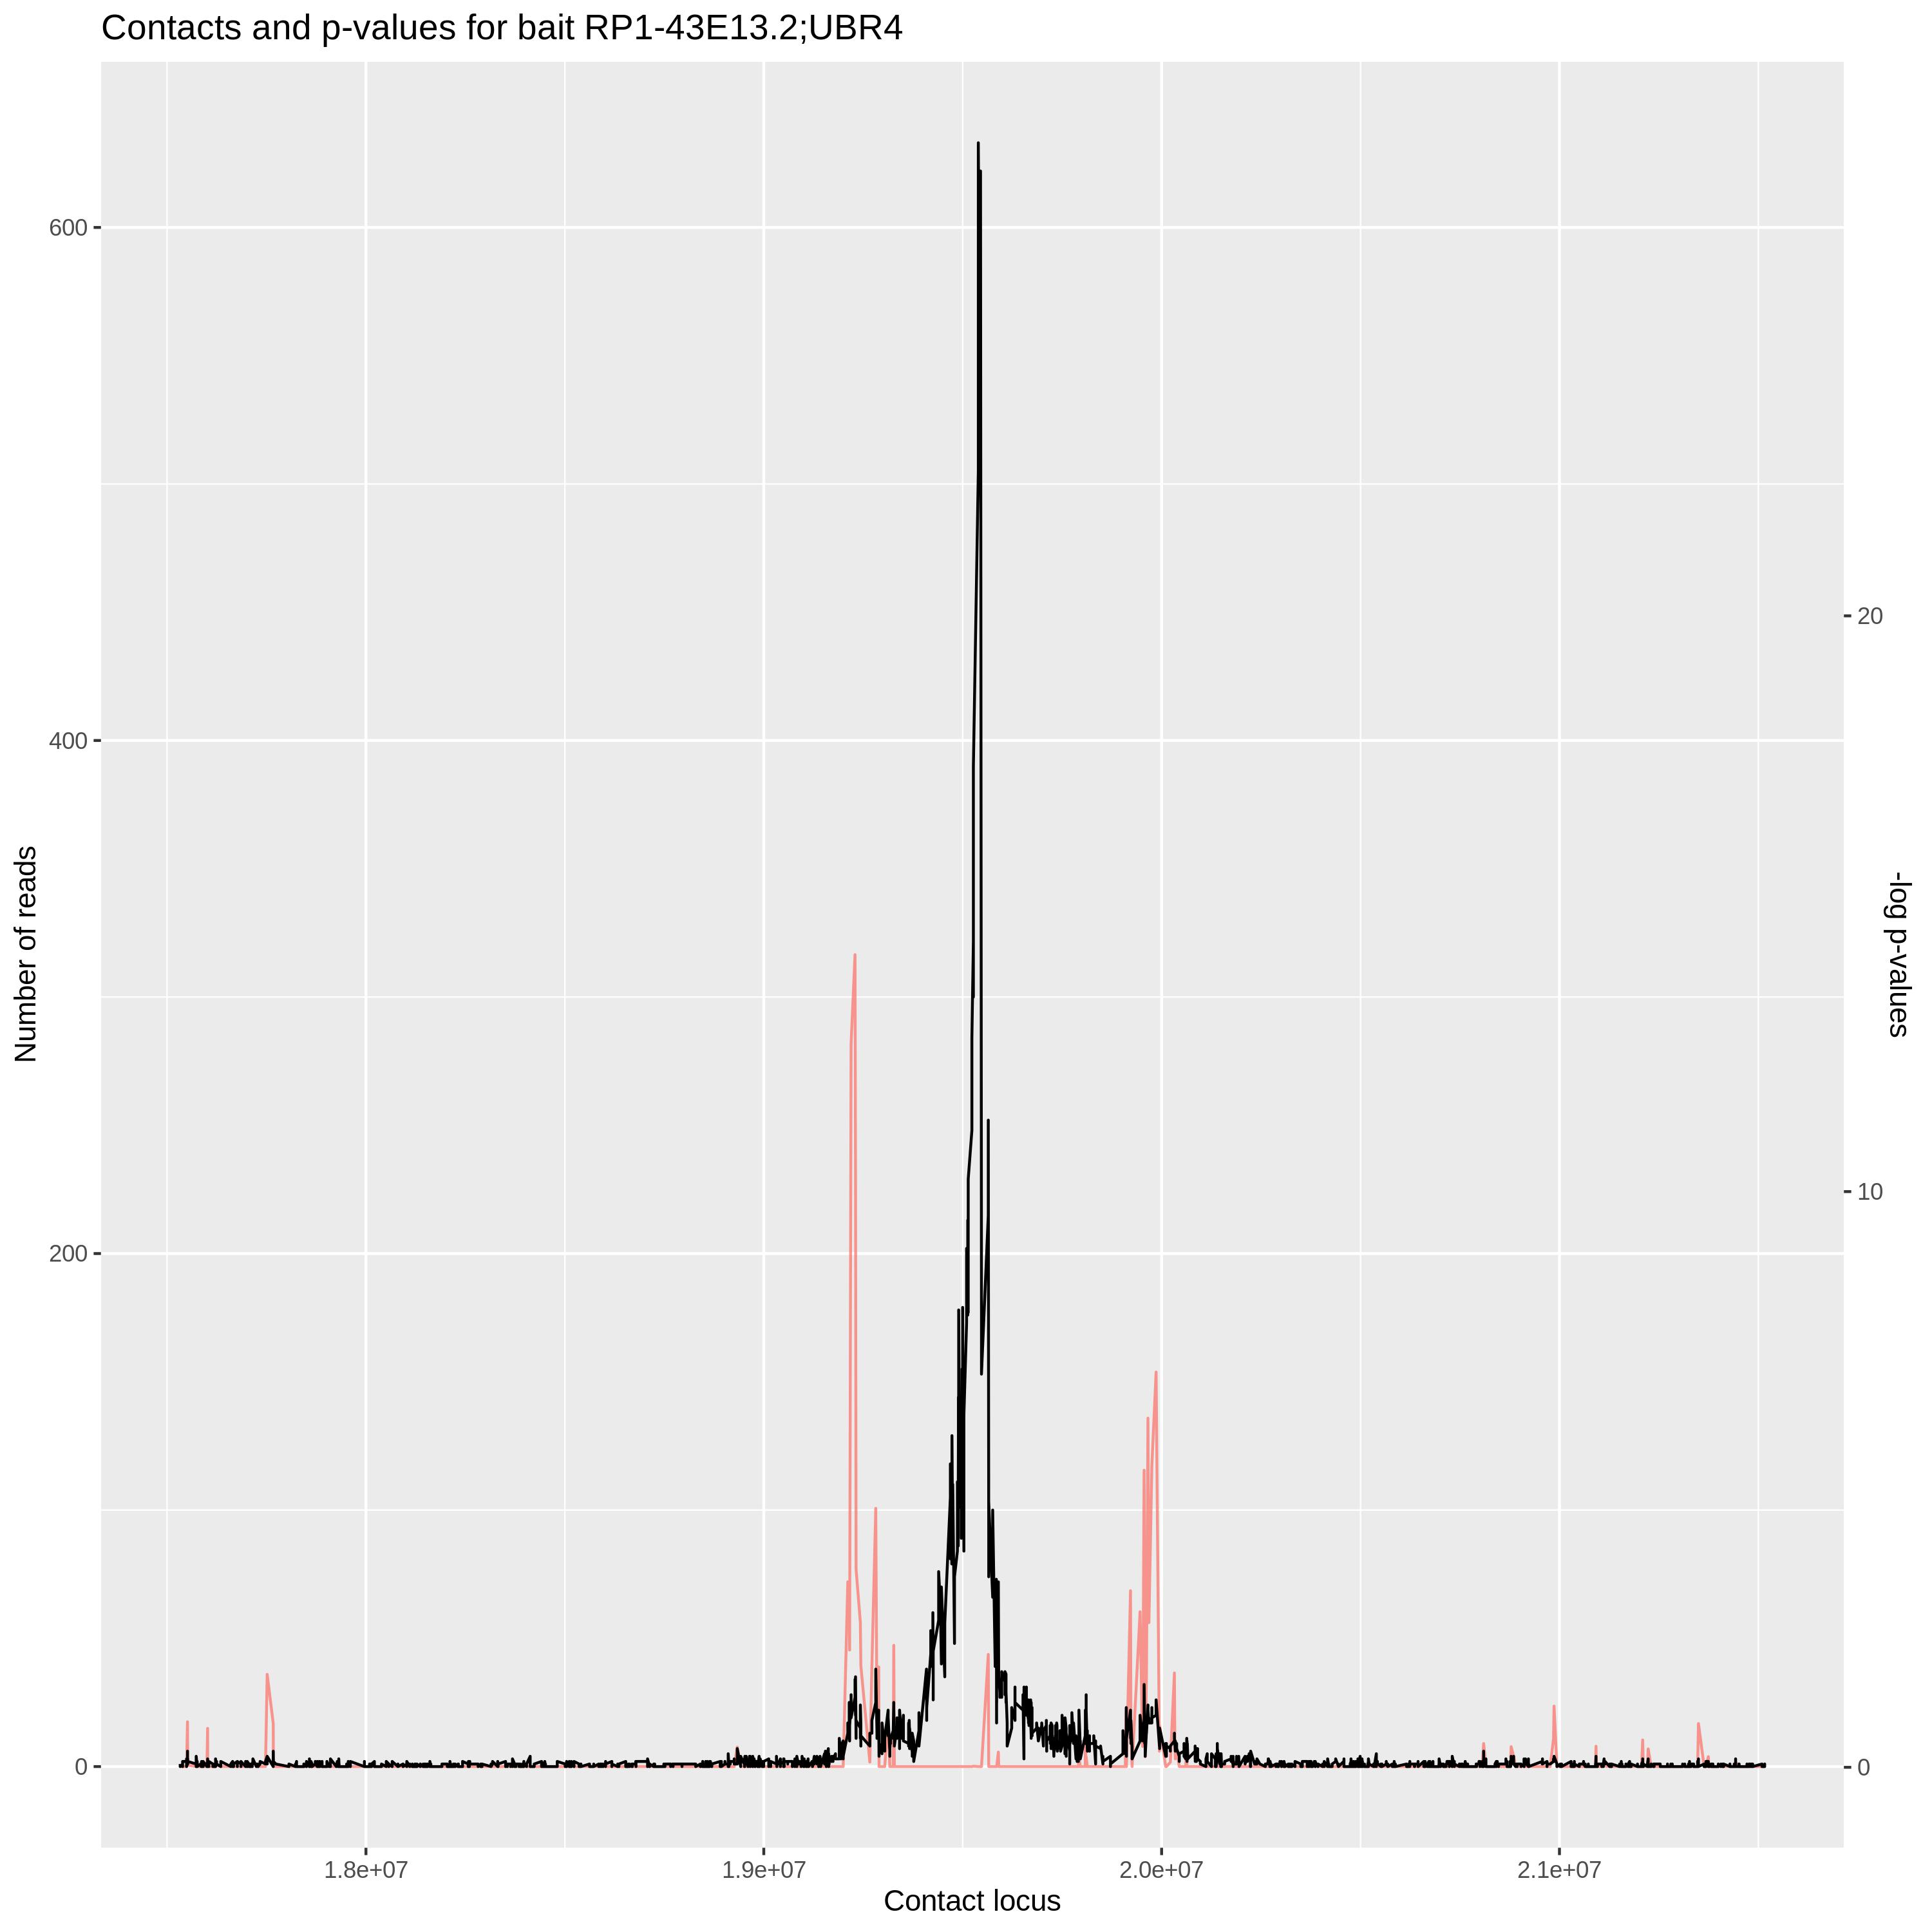 Contacts and p-values for bait RP1-43E13.2;UBR4
600
400
200
0
Number of reads
20
10
0
-log p-values
1.8e+07
1.9e+07
2.0e+07
2.1e+07
Contact locus